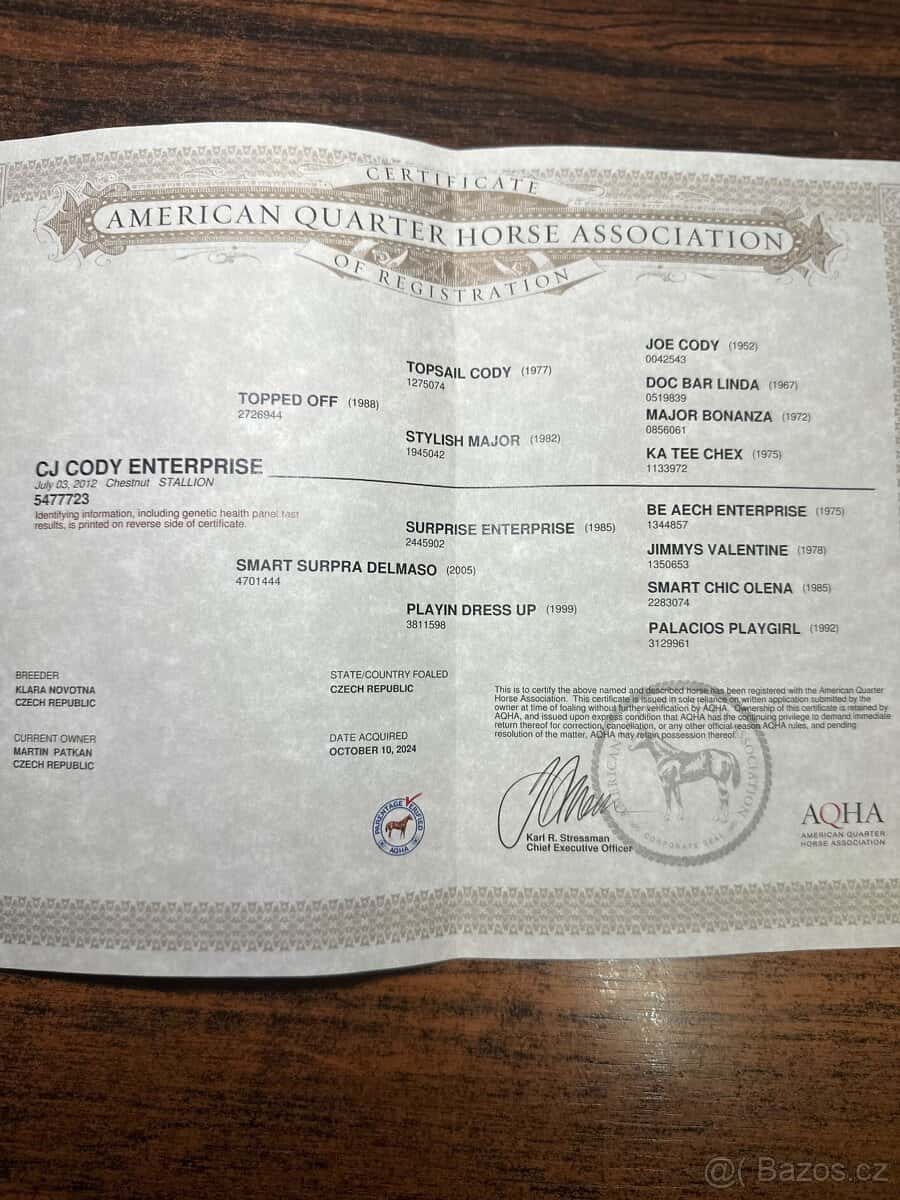 CERTIFICATE
AMERICAN QUARTER HORSE ASSOCIATION
OF REGISTRATION
JOE CODY (1952)
0042543
TOPSAIL CODY (1977)
1275074
DOC BAR LINDA (1967)
0519839
TOPPED OFF (1988)
2726944
MAJOR BONANZA (1972)
0856061
STYLISH MAJOR (1982)
1945042
KA TEE CHEX (1975)
1133972
CJ CODY ENTERPRISE
July 03, 2012 Chestnut STALLION
5477723
Identifying information, including genetic health panel test
results, is printed on reverse side of certificate.
BE AECH ENTERPRISE (1975)
1344857
SURPRISE ENTERPRISE (1985)
2445902
JIMMYS VALENTINE (1978)
1350653
SMART SURPRA DELMASO (2005)
4701444
SMART CHIC OLENA (1985)
2283074
PLAYIN DRESS UP (1999)
3811598
PALACIOS PLAYGIRL (1992)
3129961
BREEDER
KLARA NOVOTNA
CZECH REPUBLIC
STATE/COUNTRY FOALED
CZECH REPUBLIC
CURRENT OWNER
MARTIN PATKAN
CZECH REPUBLIC
DATE ACQUIRED
OCTOBER 10, 2024
This is to certify the above named and described horse has been registered with the American Quarter
Horse Association. This certificate is issued in sole reliance on written application submitted by the
owner at time of foaling without further verification by AQHA. Ownership of this certificate is retained by
AQHA, and issued upon express condition that AQHA has the continuing privilege to demand immediate
return thereof for correction, cancellation, or any other official reason AQHA rules, and pending
resolution of the matter, AQHA may retain possession thereof.
PARENTAGE VERIFIED
AQHA
Karl R. Stressman
Chief Executive Officer
CORPORATE SEAL
AQHA
AMERICAN QUARTER
HORSE ASSOCIATION
@( Bazos.cz